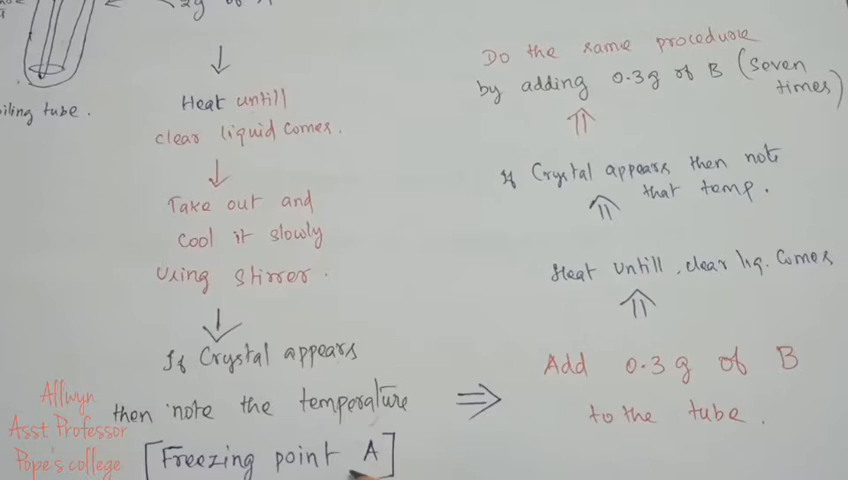 2g of A
iling tube.
Heat untill
clear liquid comes.
Take out and
cool it slowly
using stirrer.
If Crystal appears
then note the temperature
[Freezing point A]
Allwyn
Asst Professor
Pope's college
Add 0.3g of B
to the tube.
Heat untill clear liq. comes
If Crystal appears then not
that temp.
Do the same procedure
by adding 0.3g of B (seven
times)